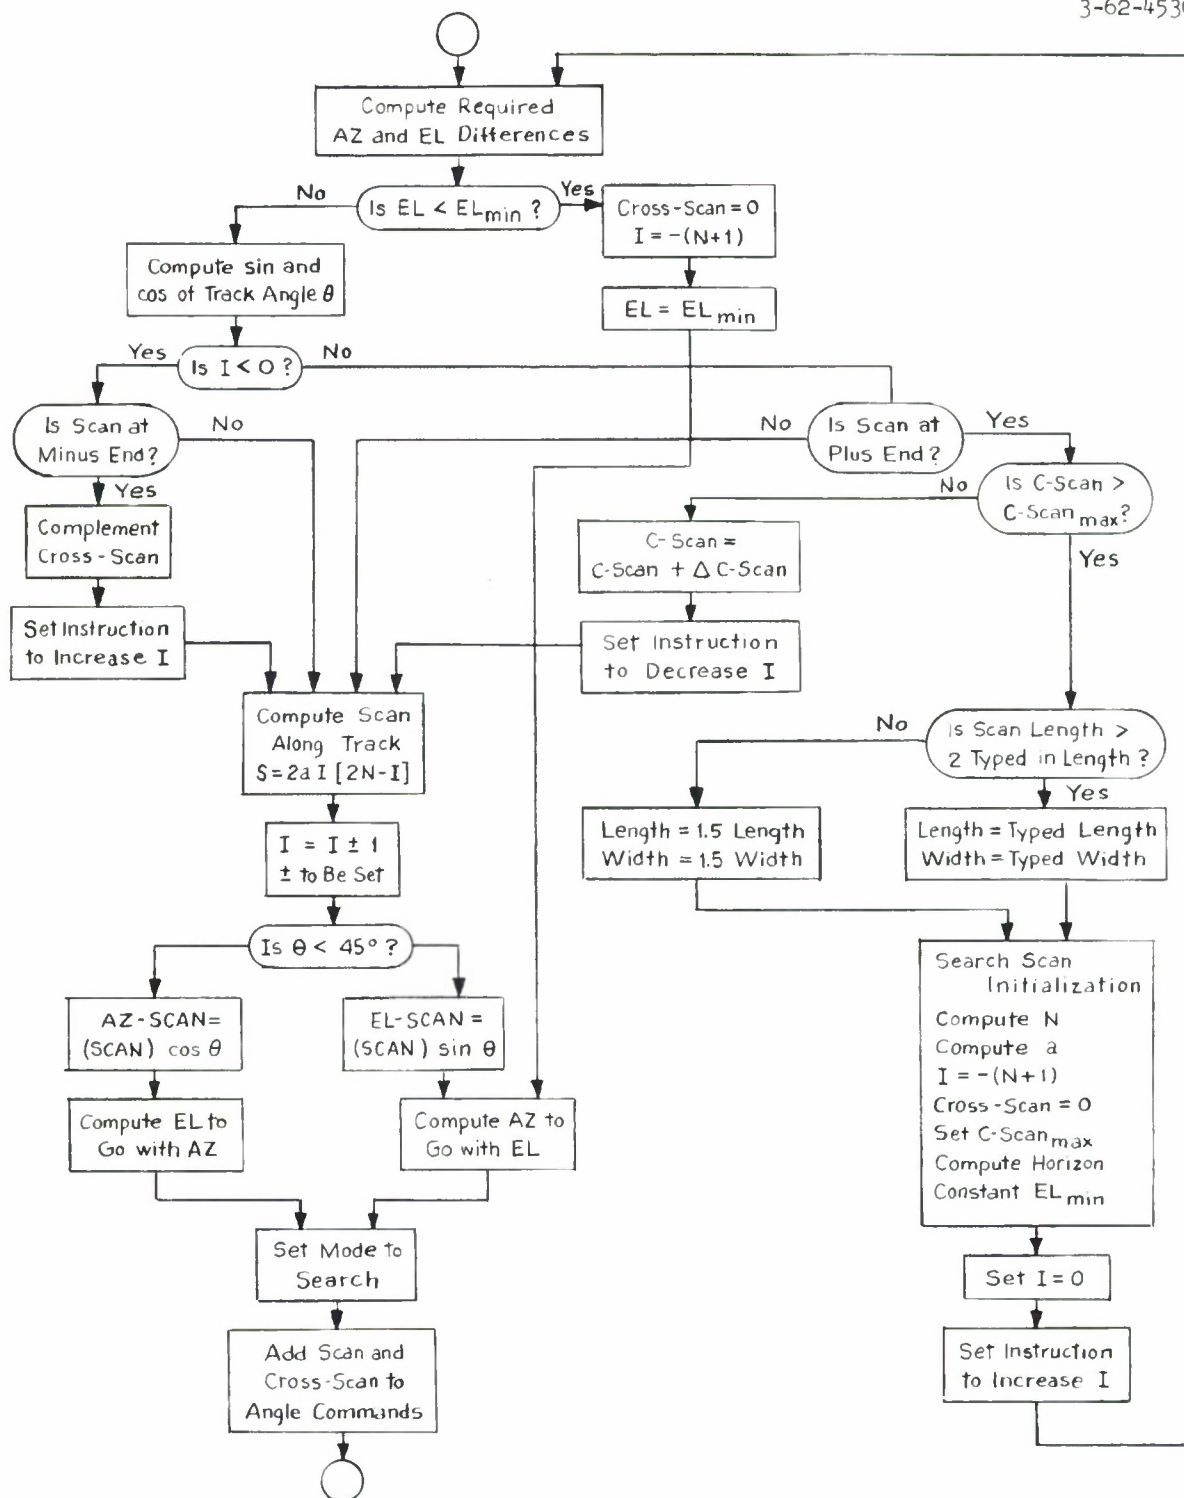 3-62-453
Compute Required
AZ and EL Differences
No
Is EL < ELmin ?
Yes
Cross-Scan = 0
I = -(N+1)
Compute sin and
cos of Track Angle θ
EL = ELmin
Yes
Is I < 0 ?
No
Is Scan at
Minus End?
No
No
Is Scan at
Plus End?
Yes
Yes
No
Is C-Scan >
C-Scanmax?
Complement
Cross-Scan
C-Scan =
C-Scan + Δ C-Scan
Yes
Set Instruction
to Increase I
Set Instruction
to Decrease I
Compute Scan
Along Track
S=2a I [2N-I]
No
Is Scan Length >
2 Typed in Length ?
Yes
I = I ± 1
± to Be Set
Length = 1.5 Length
Width = 1.5 Width
Length = Typed Length
Width = Typed Width
Is θ < 45° ?
AZ-SCAN=
(SCAN) cos θ
EL-SCAN=
(SCAN) sin θ
Search Scan
Initialization
Compute N
Compute a
I = -(N+1)
Cross-Scan = 0
Set C-Scanmax
Compute Horizon
Constant ELmin
Compute EL to
Go with AZ
Compute AZ to
Go with EL
Set Mode to
Search
Set I = 0
Add Scan and
Cross-Scan to
Angle Commands
Set Instruction
to Increase I